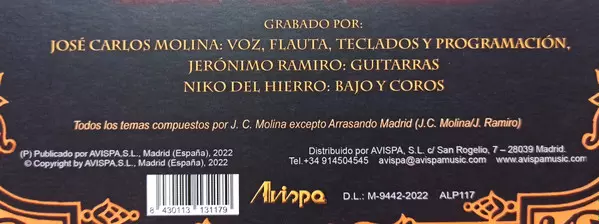 GRABADO POR:
JOSÉ CARLOS MOLINA: VOZ, FLAUTA, TECLADOS Y PROGRAMACIÓN,
JERÓNIMO RAMIRO: GUITARRAS
NIKO DEL HIERRO: BAJO Y COROS
Todos los temas compuestos por J. C. Molina excepto Arrasando Madrid (J.C. Molina/J. Ramiro)
(P) Publicado por AVISPA,S.L., Madrid (España), 2022
© Copyright by AVISPA,S.L., Madrid (España), 2022
Distribuido por AVISPA, S.L. c/ San Rogelio, 7 – 28039 Madrid.
Tel.+34 914504545 avispa@avispamusic.com www.avispamusic.com
8 430113 131179
Avispa
D.L.: M-9442-2022 ALP117